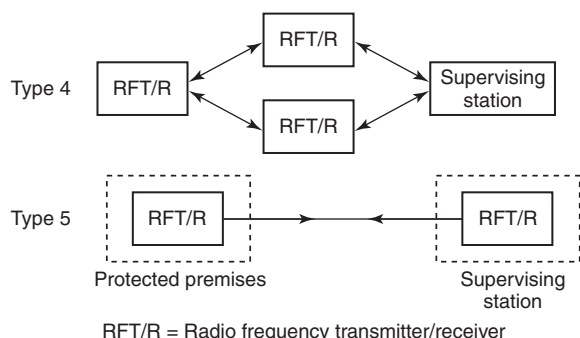 RFT/R
Type 4
RFT/R
Supervising
station
RFT/R
Type 5
RFT/R
RFT/R
Protected premises
Supervising
station
RFT/R = Radio frequency transmitter/receiver